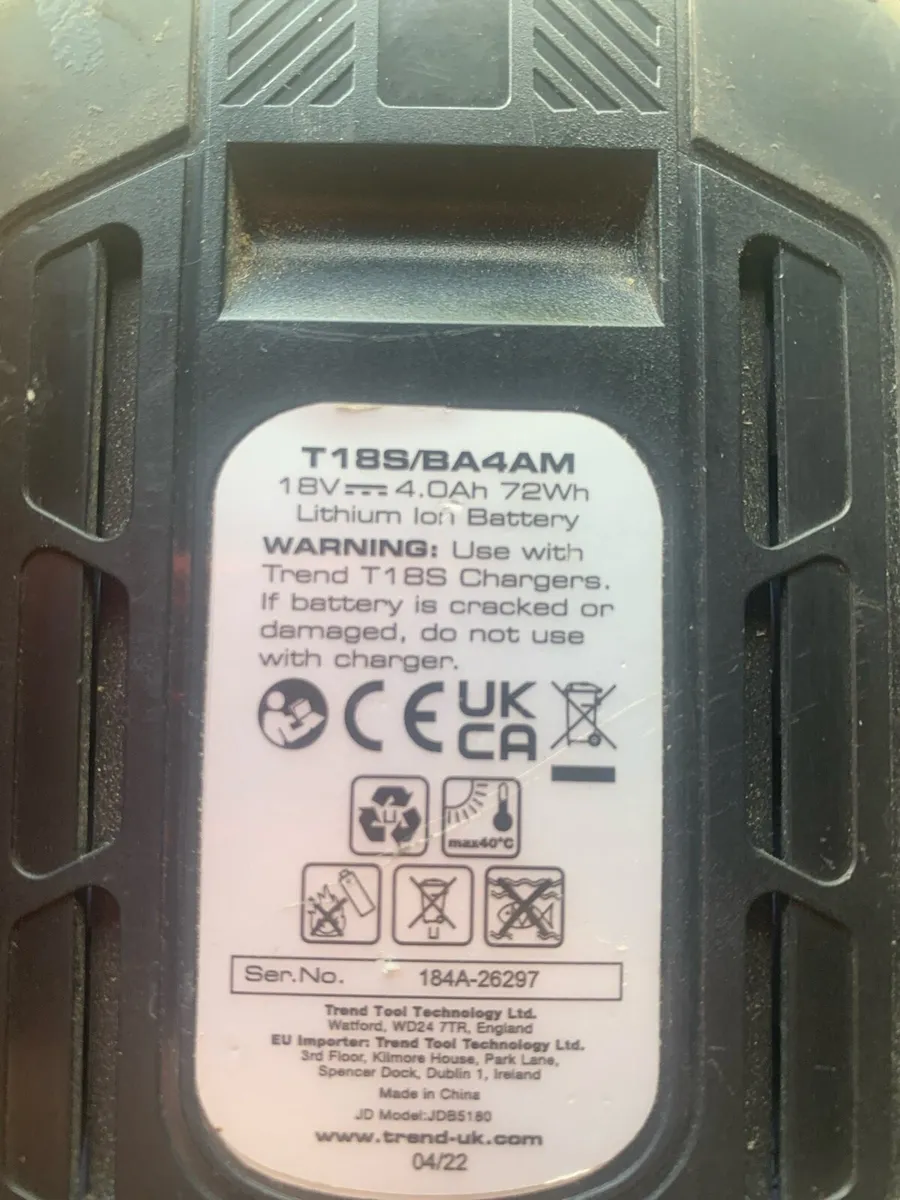 T18S/BA4AM
18V 4.0Ah 72Wh
Lithium Ion Battery
WARNING: Use with
Trend T18S Chargers.
If battery is cracked or
damaged, do not use
with charger.
CE UK
CA
max40°C
Ser.No. 184A-26297
Trend Tool Technology Ltd.
Watford, WD24 7TR, England
EU Importer: Trend Tool Technology Ltd.
3rd Floor, Kilmore House, Park Lane,
Spencer Dock, Dublin 1, Ireland
Made in China
JD Model:JDB5180
www.trend-uk.com
04/22